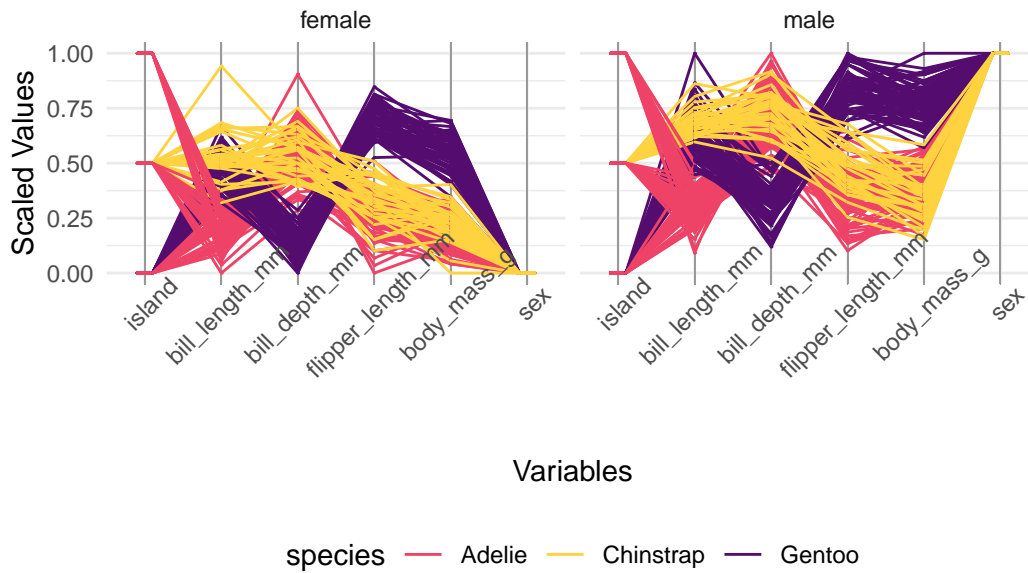 female male
Scaled Values
1.00
0.75
0.50
0.25
0.00
island bill_length_mm bill_depth_mm flipper_length_mm body_mass_g sex
island bill_length_mm bill_depth_mm flipper_length_mm body_mass_g sex
Variables
species Adelie Chinstrap Gentoo